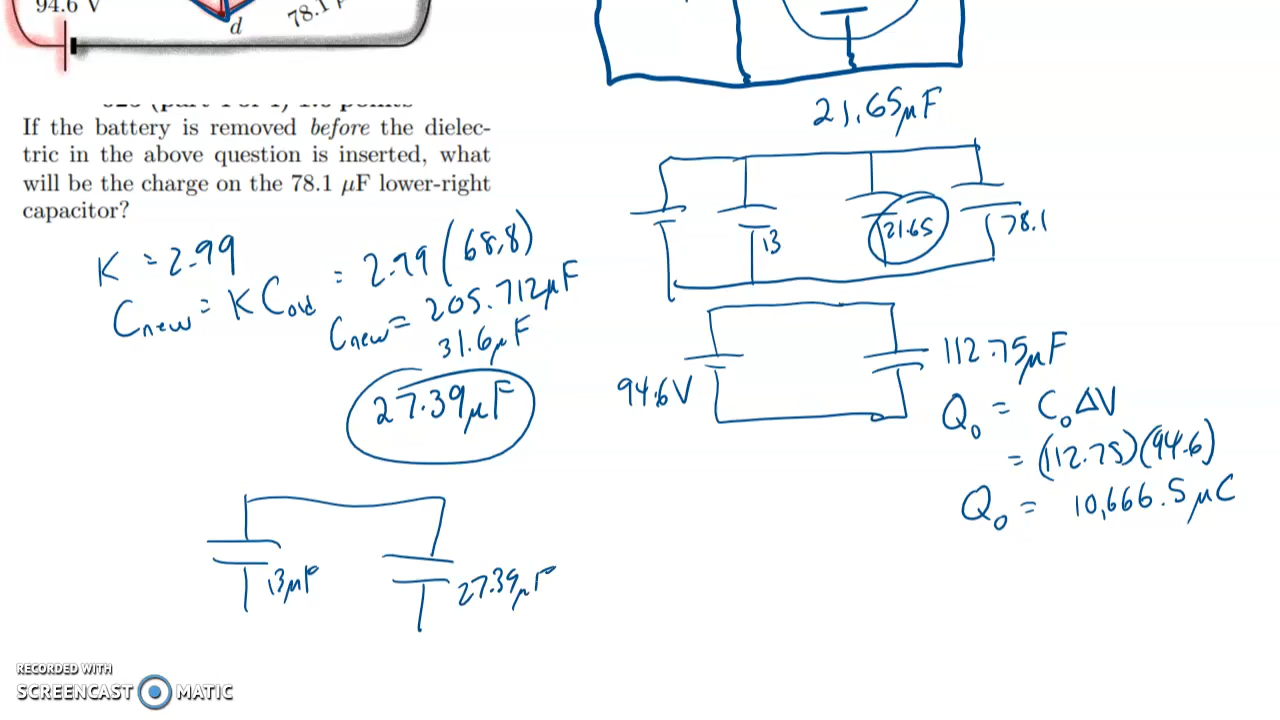 94.6 V
d
78.1 μ
If the battery is removed before the dielec-
tric in the above question is inserted, what
will be the charge on the 78.1 μF lower-right
capacitor?
K = 2.99
Cnew = K Cold = 2.99 (68.8)
Cnew = 205.712 μF
31.6 μF
27.39 μF
13 μF
27.39 μF
21.65 μF
13
21.65
78.1
94.6 V
112.75 μF
Q₀ = C₀ ΔV
= (112.75)(94.6)
Q₀ = 10,666.5 μC
RECORDED WITH
SCREENCAST MATIC